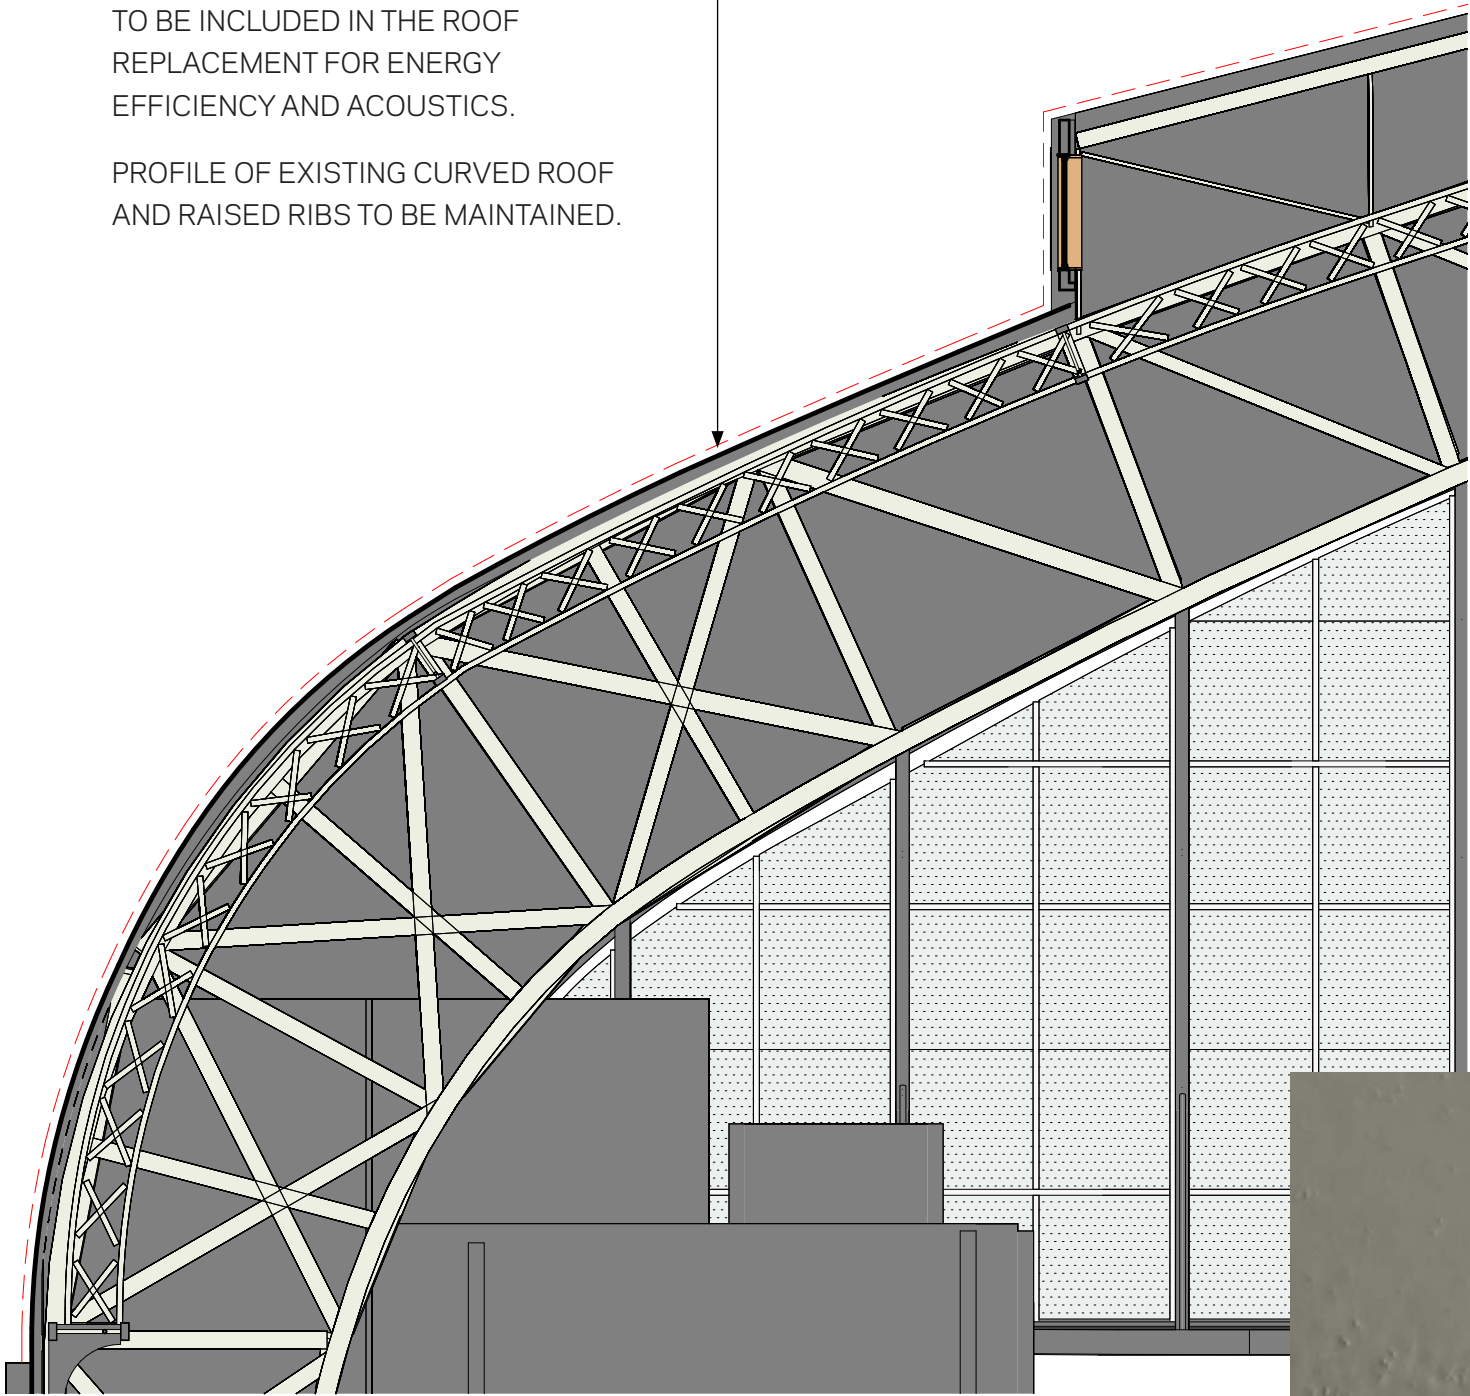 TO BE INCLUDED IN THE ROOF
REPLACEMENT FOR ENERGY
EFFICIENCY AND ACOUSTICS.
PROFILE OF EXISTING CURVED ROOF
AND RAISED RIBS TO BE MAINTAINED.